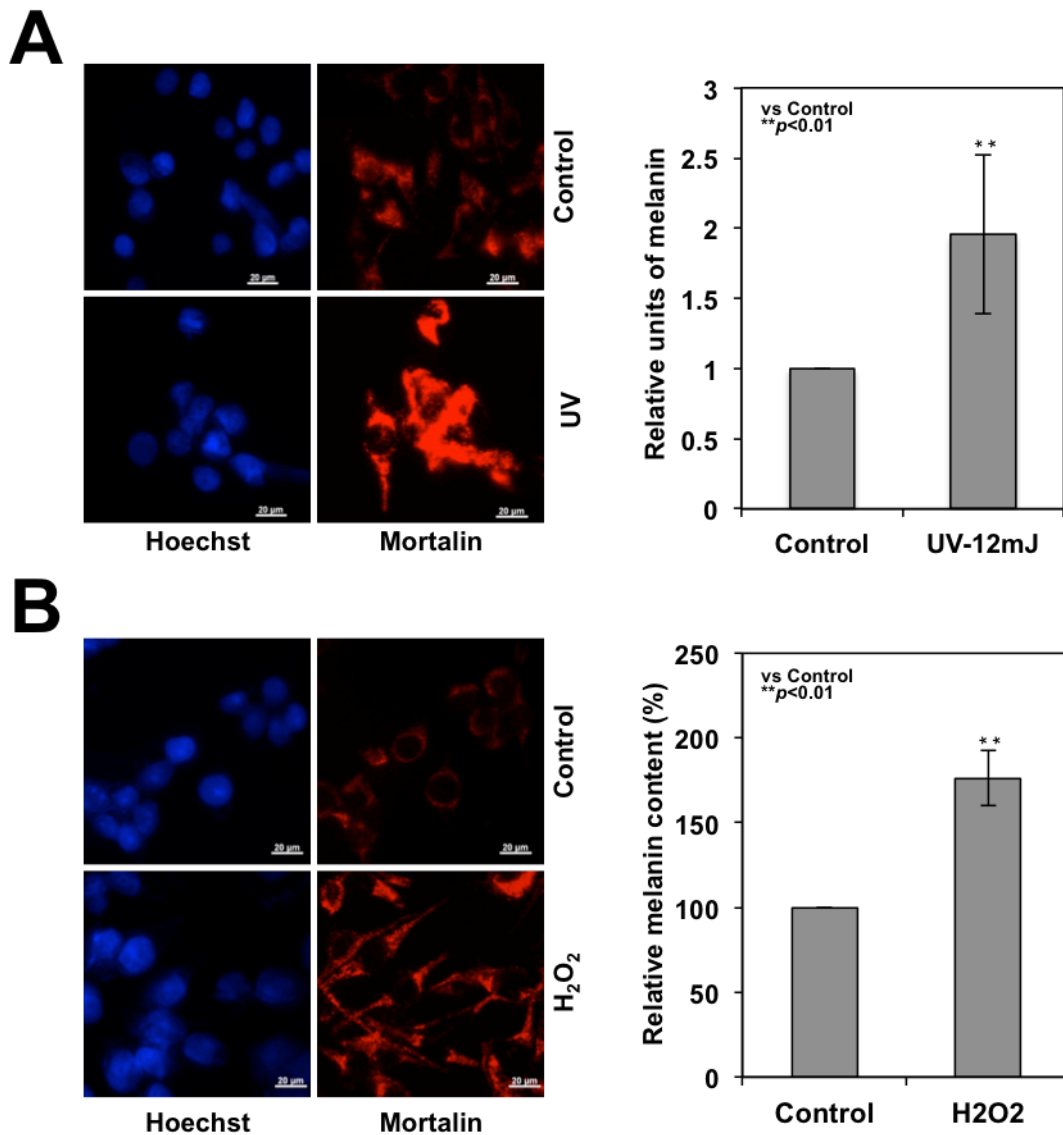 A
Control
20 µm
20 µm
UV
20 µm
20 µm
Hoechst
Mortalin
Relative units of melanin
3
2.5
2
1.5
1
0.5
0
vs Control
**p<0.01
**
Control
UV-12mJ
B
Control
20 µm
20 µm
H₂O₂
20 µm
20 µm
Hoechst
Mortalin
Relative melanin content (%)
250
200
150
100
50
0
vs Control
**p<0.01
**
Control
H2O2